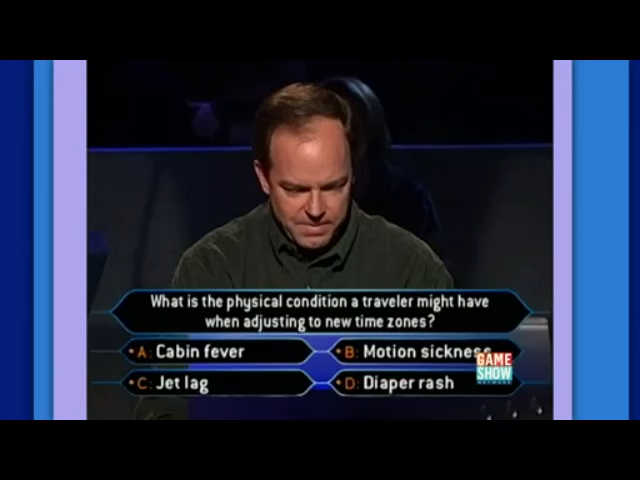 What is the physical condition a traveler might have
when adjusting to new time zones?
A: Cabin fever
B: Motion sickness
C: Jet lag
D: Diaper rash
GAME
SHOW
NETWORK